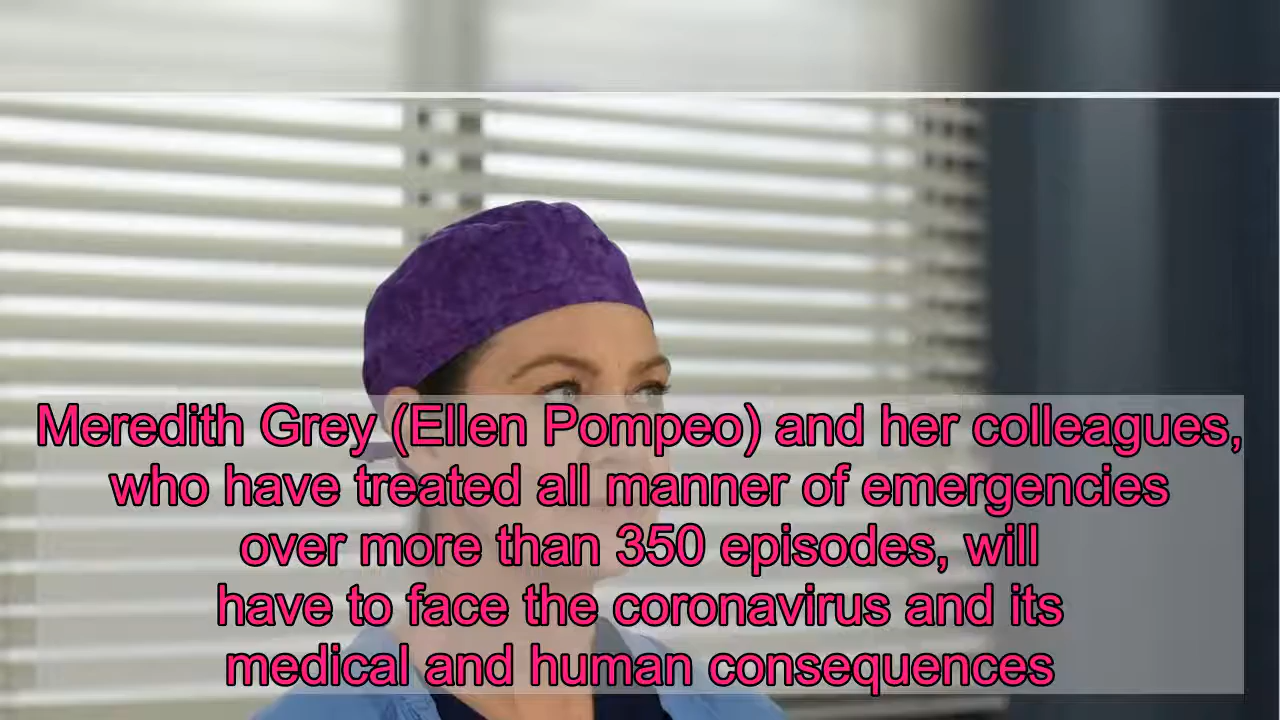 Meredith Grey (Ellen Pompeo) and her colleagues,
who have treated all manner of emergencies
over more than 350 episodes, will
have to face the coronavirus and its
medical and human consequences